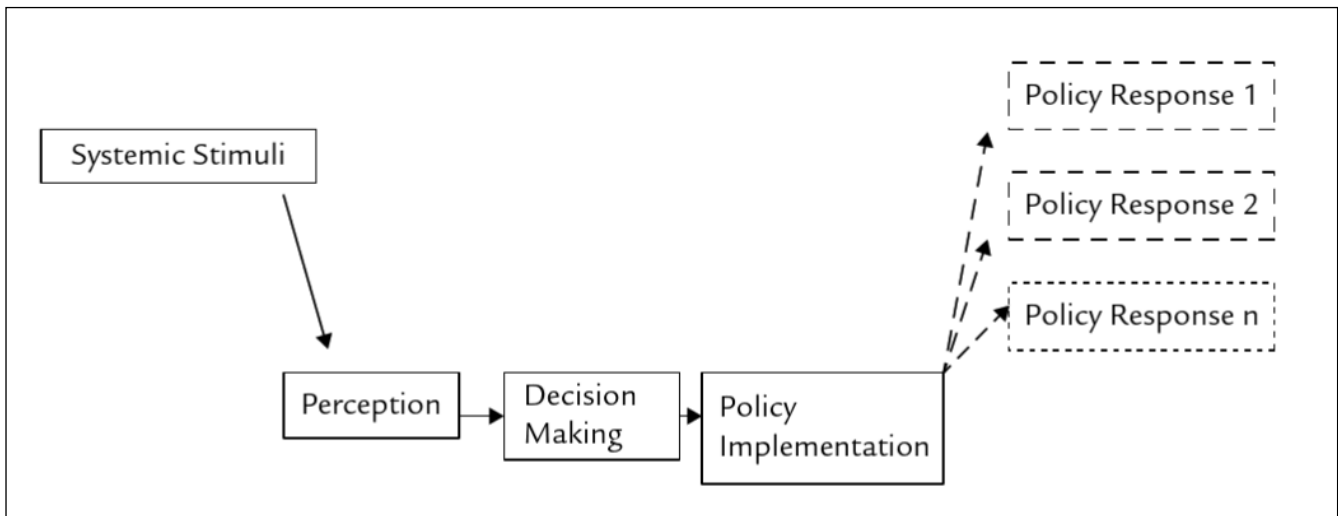 Systemic Stimuli
Perception
Decision
Making
Policy
Implementation
Policy Response 1
Policy Response 2
Policy Response n